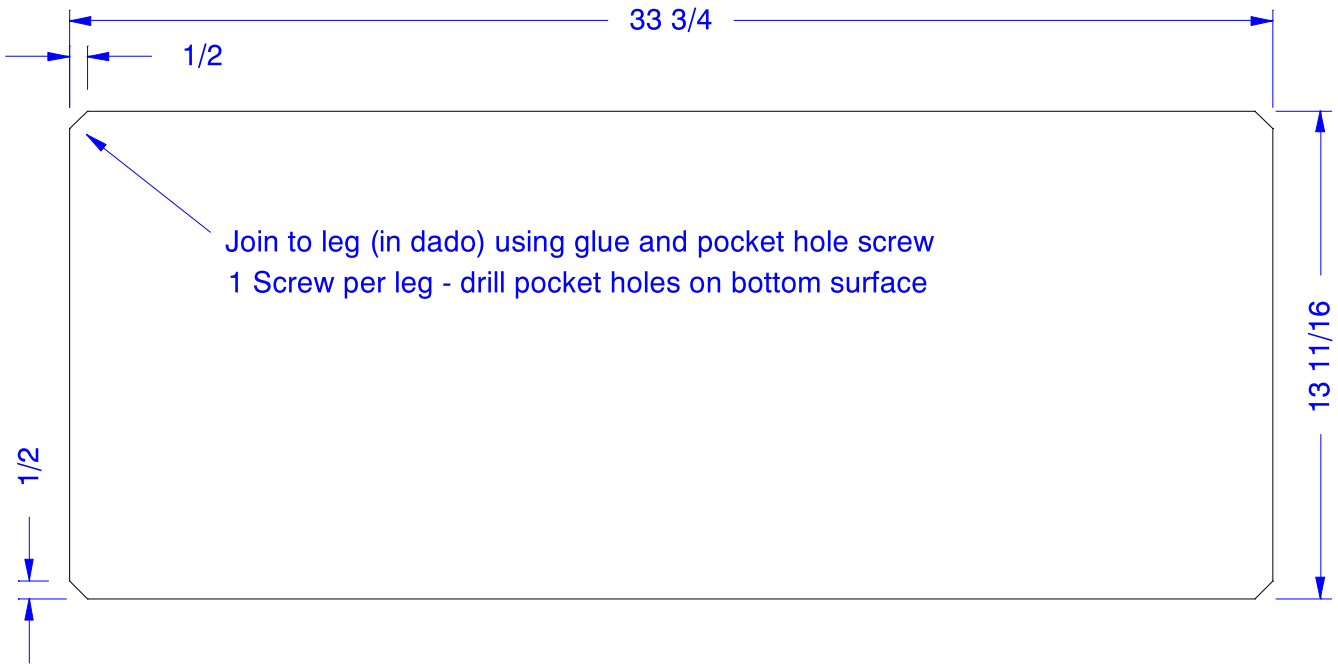 33 3/4
1/2
Join to leg (in dado) using glue and pocket hole screw
1 Screw per leg - drill pocket holes on bottom surface
13 11/16
1/2